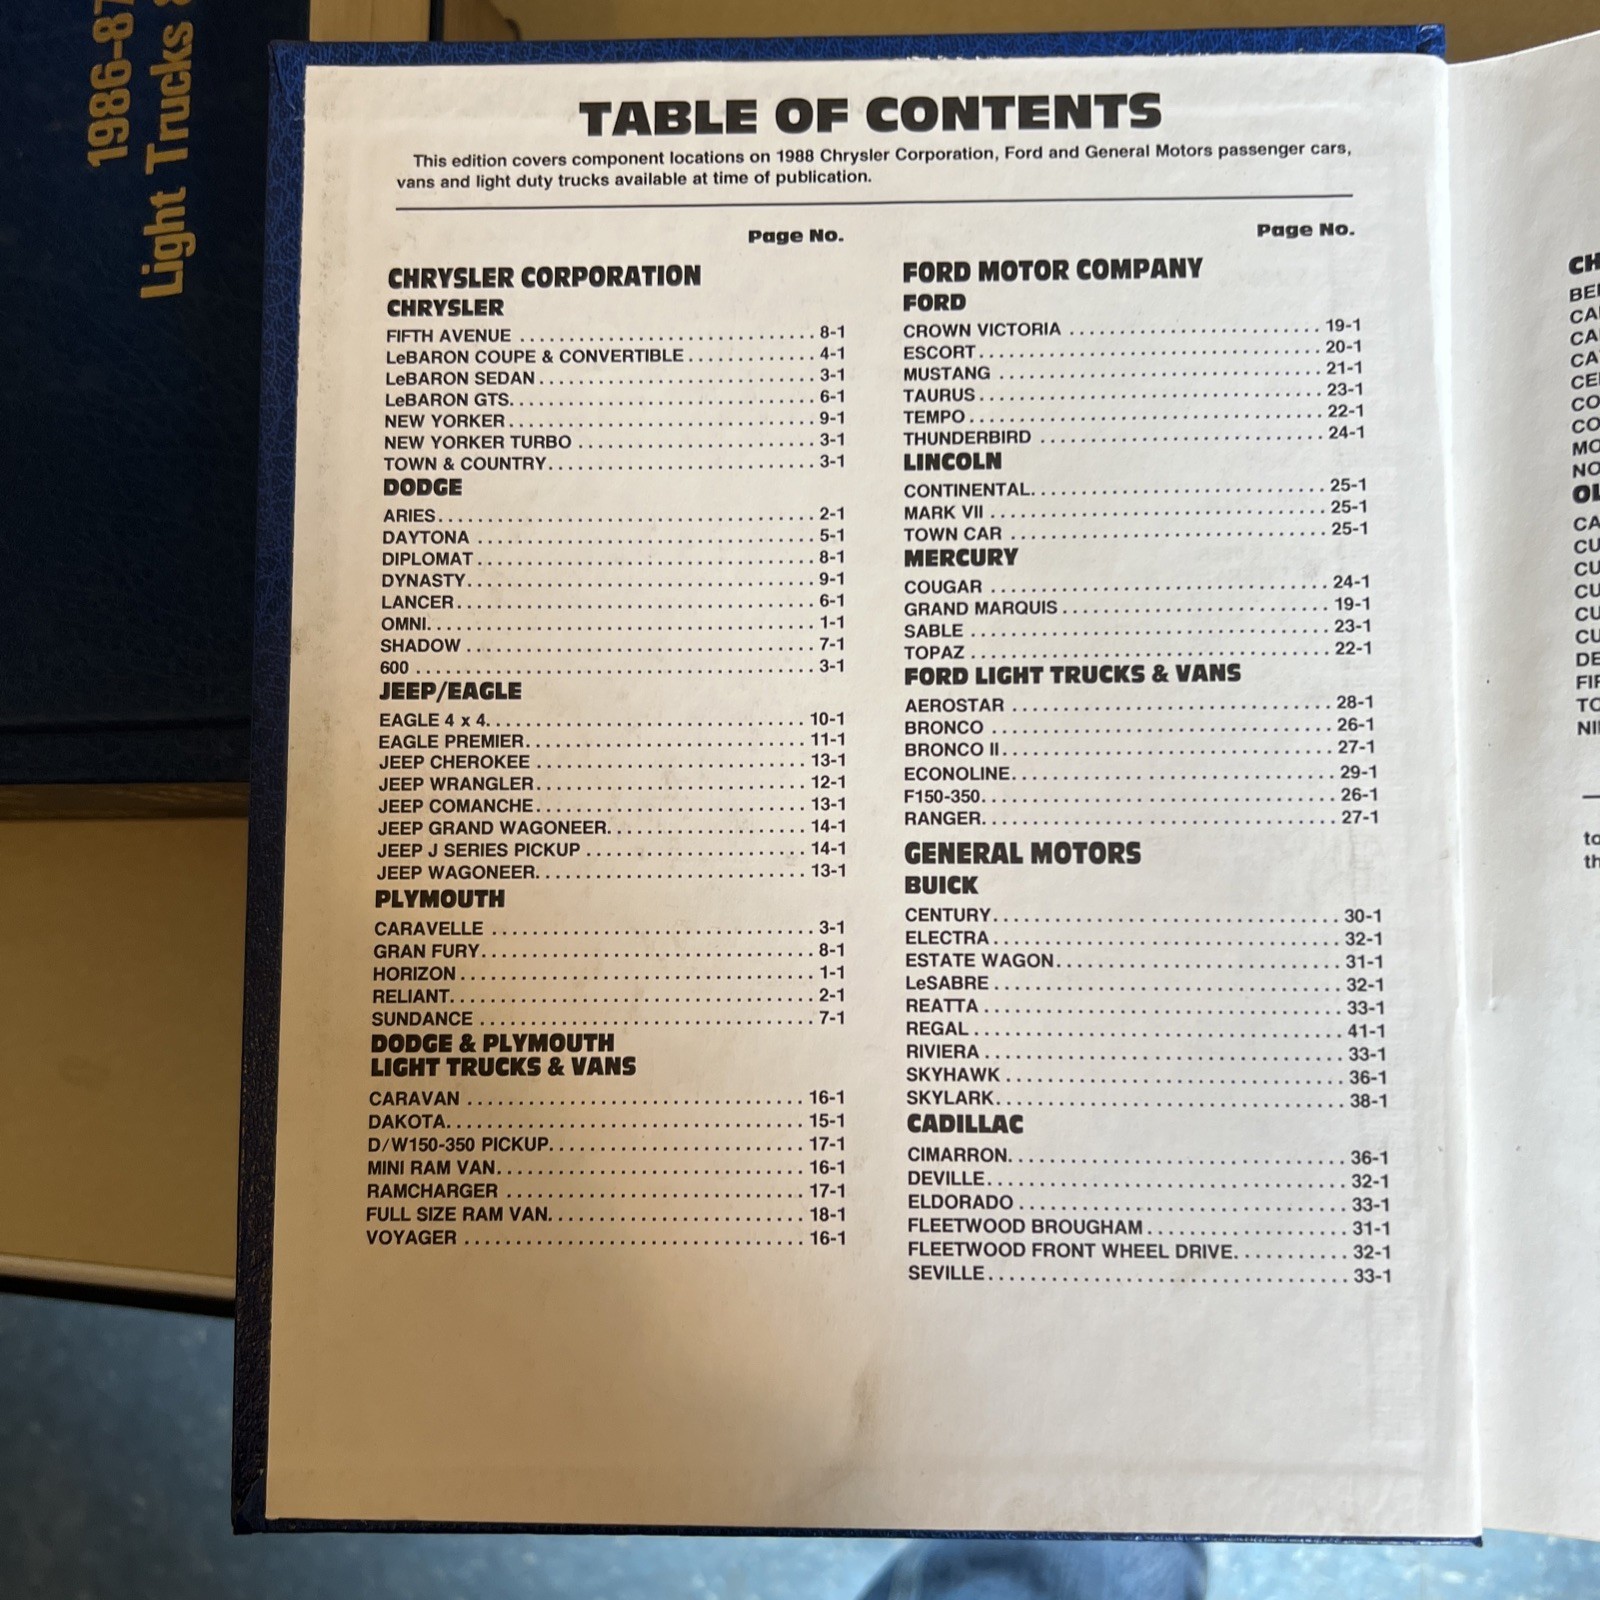 1986-87
Light Trucks &
TABLE OF CONTENTS
This edition covers component locations on 1988 Chrysler Corporation, Ford and General Motors passenger cars,
vans and light duty trucks available at time of publication.
Page No.
CHRYSLER CORPORATION
CHRYSLER
FIFTH AVENUE ............................. 8-1
LeBARON COUPE & CONVERTIBLE .......... 4-1
LeBARON SEDAN ........................... 3-1
LeBARON GTS ............................. 6-1
NEW YORKER .............................. 9-1
NEW YORKER TURBO ....................... 3-1
TOWN & COUNTRY .......................... 3-1
DODGE
ARIES .................................... 2-1
DAYTONA ................................. 5-1
DIPLOMAT ................................ 8-1
DYNASTY ................................. 9-1
LANCER .................................. 6-1
OMNI ..................................... 1-1
SHADOW .................................. 7-1
600 ...................................... 3-1
JEEP/EAGLE
EAGLE 4 x 4 .............................. 10-1
EAGLE PREMIER ........................... 11-1
JEEP CHEROKEE .......................... 13-1
JEEP WRANGLER .......................... 12-1
JEEP COMANCHE .......................... 13-1
JEEP GRAND WAGONEER ................... 14-1
JEEP J SERIES PICKUP ..................... 14-1
JEEP WAGONEER .......................... 13-1
PLYMOUTH
CARAVELLE ............................... 3-1
GRAN FURY ............................... 8-1
HORIZON ................................. 1-1
RELIANT .................................. 2-1
SUNDANCE ................................ 7-1
DODGE & PLYMOUTH
LIGHT TRUCKS & VANS
CARAVAN ................................. 16-1
DAKOTA .................................. 15-1
D/W150-350 PICKUP ........................ 17-1
MINI RAM VAN ............................. 16-1
RAMCHARGER ............................. 17-1
FULL SIZE RAM VAN ........................ 18-1
VOYAGER ................................. 16-1
Page No.
FORD MOTOR COMPANY
FORD
CROWN VICTORIA ......................... 19-1
ESCORT .................................. 20-1
MUSTANG ................................ 21-1
TAURUS .................................. 23-1
TEMPO ................................... 22-1
THUNDERBIRD ............................ 24-1
LINCOLN
CONTINENTAL ............................. 25-1
MARK VII ................................. 25-1
TOWN CAR ............................... 25-1
MERCURY
COUGAR ................................. 24-1
GRAND MARQUIS .......................... 19-1
SABLE ................................... 23-1
TOPAZ ................................... 22-1
FORD LIGHT TRUCKS & VANS
AEROSTAR ............................... 28-1
BRONCO ................................. 26-1
BRONCO II ................................ 27-1
ECONOLINE ............................... 29-1
F150-350 .................................. 26-1
RANGER .................................. 27-1
GENERAL MOTORS
BUICK
CENTURY ................................. 30-1
ELECTRA ................................. 32-1
ESTATE WAGON ........................... 31-1
LeSABRE ................................. 32-1
REATTA .................................. 33-1
REGAL ................................... 41-1
RIVIERA .................................. 33-1
SKYHAWK ................................ 36-1
SKYLARK ................................. 38-1
CADILLAC
CIMARRON ............................... 36-1
DEVILLE .................................. 32-1
ELDORADO ............................... 33-1
FLEETWOOD BROUGHAM ................... 31-1
FLEETWOOD FRONT WHEEL DRIVE ........... 32-1
SEVILLE .................................. 33-1